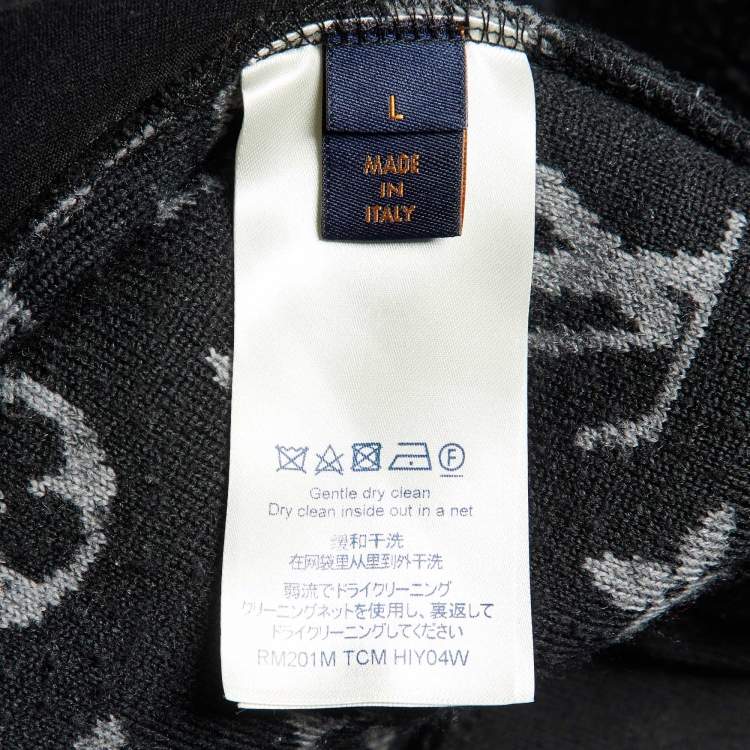 L
MADE
IN
ITALY
F
Gentle dry clean
Dry clean inside out in a net
缓和干洗
在网袋里从里到外干洗
弱流でドライクリーニング
クリーニングネットを使用し、裏返して
ドライクリーニングしてください
RM201M TCM HIY04W